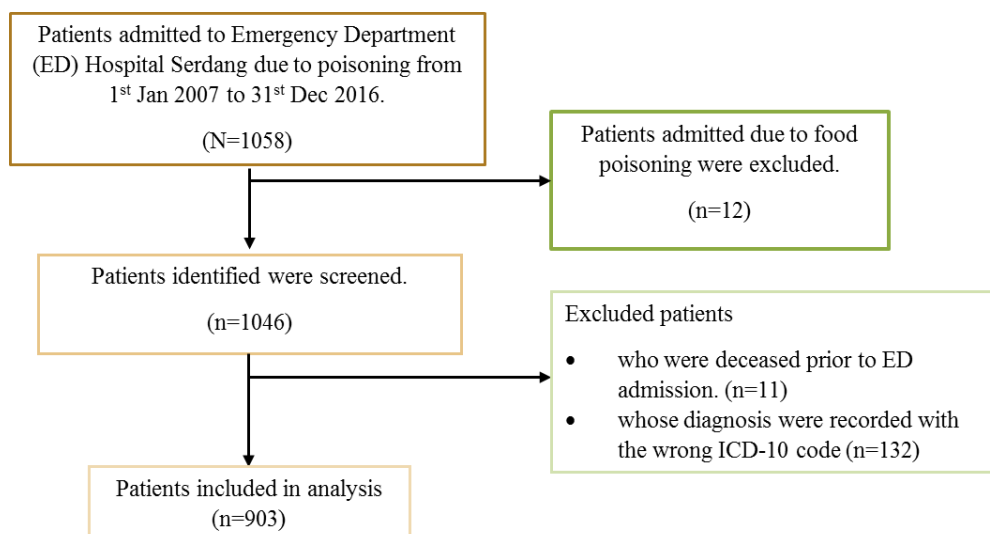 Patients admitted to Emergency Department
(ED) Hospital Serdang due to poisoning from
1st Jan 2007 to 31st Dec 2016.
(N=1058)
Patients admitted due to food
poisoning were excluded.
(n=12)
Patients identified were screened.
(n=1046)
Excluded patients
• who were deceased prior to ED
admission. (n=11)
• whose diagnosis were recorded with
the wrong ICD-10 code (n=132)
Patients included in analysis
(n=903)